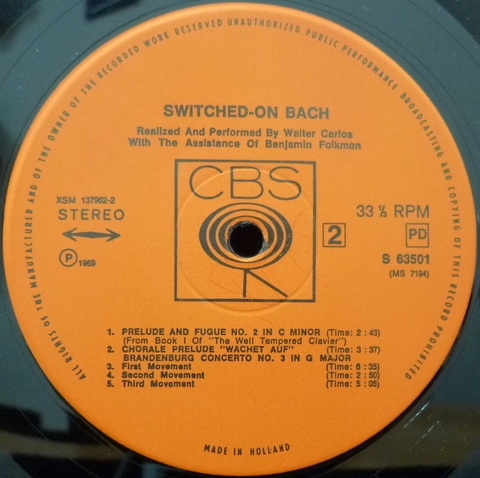 ALL RIGHTS OF THE MANUFACTURER AND OF THE OWNER OF THE RECORDED WORK RESERVED UNAUTHORIZED PUBLIC PERFORMANCE BROADCASTING AND COPYING OF THIS RECORD PROHIBITED
SWITCHED-ON BACH
Realized And Performed By Walter Carlos
With The Assistance Of Benjamin Folkman
CBS
XSM 137962-2
STEREO
33 ⅓ RPM
2
PD
S 63501
(MS 7194)
P 1969
1. PRELUDE AND FUGUE NO. 2 IN C MINOR (Time: 2:43)
(From Book I Of "The Well Tempered Clavier")
2. CHORALE PRELUDE "WACHET AUF" (Time: 3:37)
BRANDENBURG CONCERTO NO. 3 IN G MAJOR
3 First Movement (Time: 6:35)
4. Second Movement (Time: 2:50)
5. Third Movement (Time: 5:05)
MADE IN HOLLAND